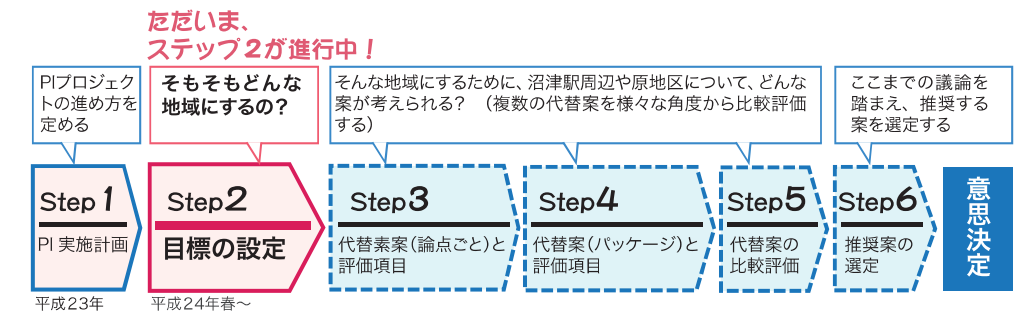 ただいま、
ステップ2が進行中！
PIプロジェク
トの進め方を
定める
そもそもどんな
地域にするの？
そんな地域にするために、沼津駅周辺や原地区について、どんな
案が考えられる？　（複数の代替案を様々な角度から比較評価
する）
ここまでの議論を
踏まえ、推奨する
案を選定する
Step1
PI 実施計画
平成23年
Step2
目標の設定
平成24年春～
Step3
代替素案（論点ごと）と
評価項目
Step4
代替案（パッケージ）と
評価項目
Step5
代替案の
比較評価
Step6
推奨案の
選定
意思決定